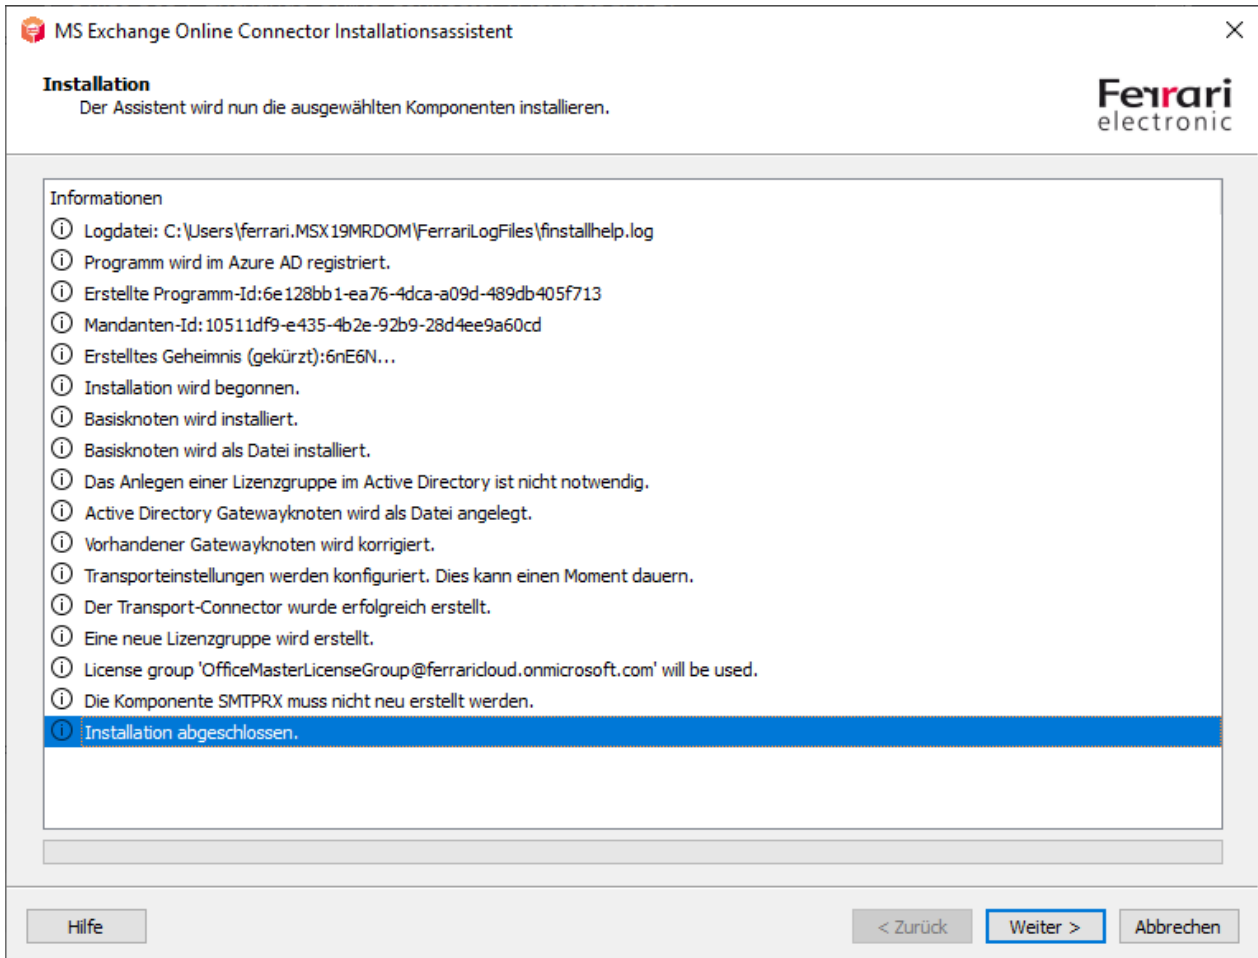 MS Exchange Online Connector Installationsassistent
Installation
Der Assistent wird nun die ausgewählten Komponenten installieren.
Ferrari
electronic
Informationen
Logdatei: C:\Users\ferrari.MSX19MRDOM\FerrariLogFiles\finstallhelp.log
Programm wird im Azure AD registriert.
Erstellte Programm-Id:6e128bb1-ea76-4dca-a09d-489db405f713
Mandanten-Id:10511df9-e435-4b2e-92b9-28d4ee9a60cd
Erstelltes Geheimnis (gekürzt):6nE6N...
Installation wird begonnen.
Basisknoten wird installiert.
Basisknoten wird als Datei installiert.
Das Anlegen einer Lizenzgruppe im Active Directory ist nicht notwendig.
Active Directory Gatewayknoten wird als Datei angelegt.
Vorhandener Gatewayknoten wird korrigiert.
Transporteinstellungen werden konfiguriert. Dies kann einen Moment dauern.
Der Transport-Connector wurde erfolgreich erstellt.
Eine neue Lizenzgruppe wird erstellt.
License group 'OfficeMasterLicenseGroup@ferraricloud.onmicrosoft.com' will be used.
Die Komponente SMTPRX muss nicht neu erstellt werden.
Installation abgeschlossen.
Hilfe
< Zurück
Weiter >
Abbrechen